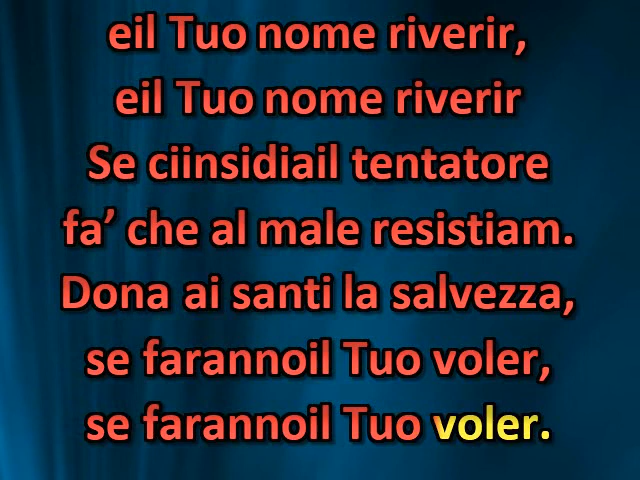 eil Tuo nome riverir,
eil Tuo nome riverir
Se ciinsidiail tentatore
fa’ che al male resistiam.
Dona ai santi la salvezza,
se farannoil Tuo voler,
se farannoil Tuo voler.